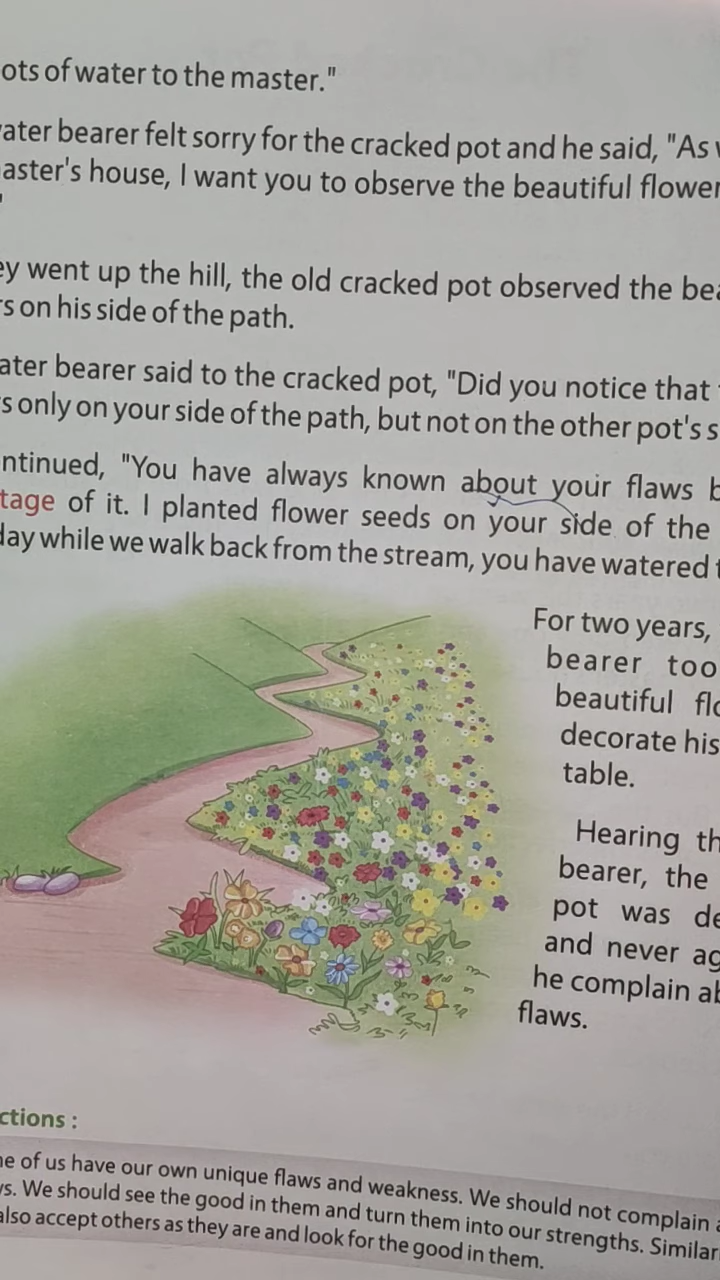 ots of water to the master."
ater bearer felt sorry for the cracked pot and he said, "As
aster's house, I want you to observe the beautiful flower
"
ey went up the hill, the old cracked pot observed the bea
s on his side of the path.
ater bearer said to the cracked pot, "Did you notice that
s only on your side of the path, but not on the other pot's s
ntinued, "You have always known about your flaws b
tage of it. I planted flower seeds on your side of the
day while we walk back from the stream, you have watered t
For two years,
bearer too
beautiful flo
decorate his
table.
Hearing th
bearer, the
pot was de
and never ag
he complain ab
flaws.
ctions :
ne of us have our own unique flaws and weakness. We should not complain a
s. We should see the good in them and turn them into our strengths. Similar
also accept others as they are and look for the good in them.